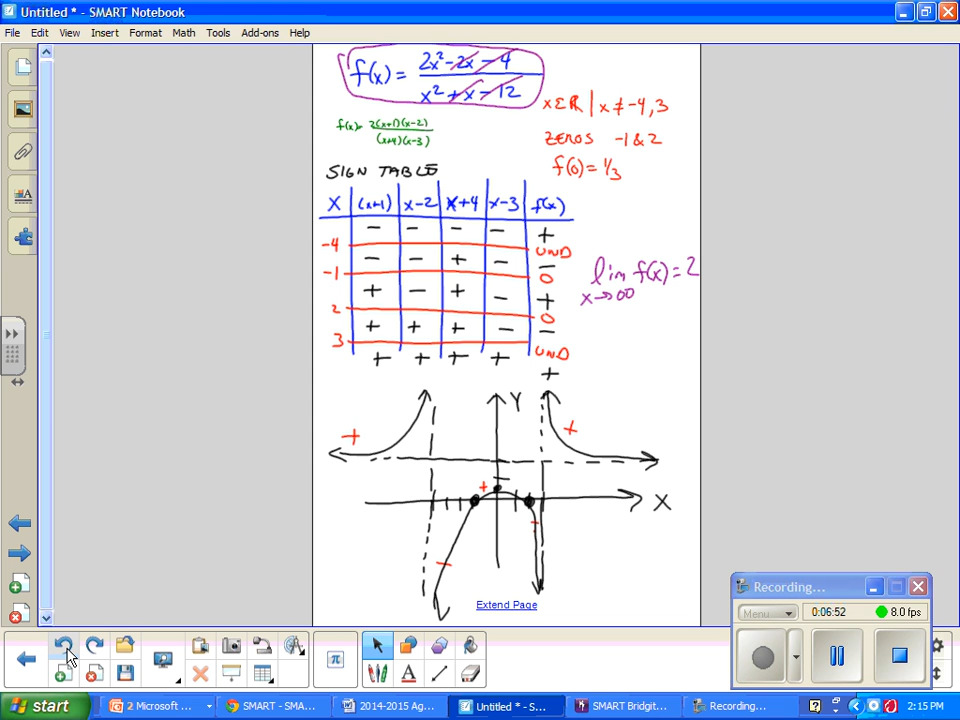 Untitled * - SMART Notebook
File Edit View Insert Format Math Tools Add-ons Help
f(x) = 2x² - 2x - 4
x² + x - 12
x ∈ ℝ | x ≠ -4, 3
f(x) = 2(x+1)(x-2)
(x+4)(x-3)
ZEROS -1 & 2
f(0) = 1/3
SIGN TABLE
X (x+1) x-2 x+4 x-3 f(x)
- - - - +
-4 UND
- - + - -
-1 0
+ - + - +
2 0
+ + + - -
3 UND
+ + + + +
lim f(x) = 2
x→∞
Y
+ +
+
X
-
-
Extend Page
Recording...
Menu 0:06:52 8.0 fps
π A
start 2 Microsoft ... SMART - SMA... 2014-2015 Ag... Untitled * - S... SMART Bridgit... Recording... 2:15 PM